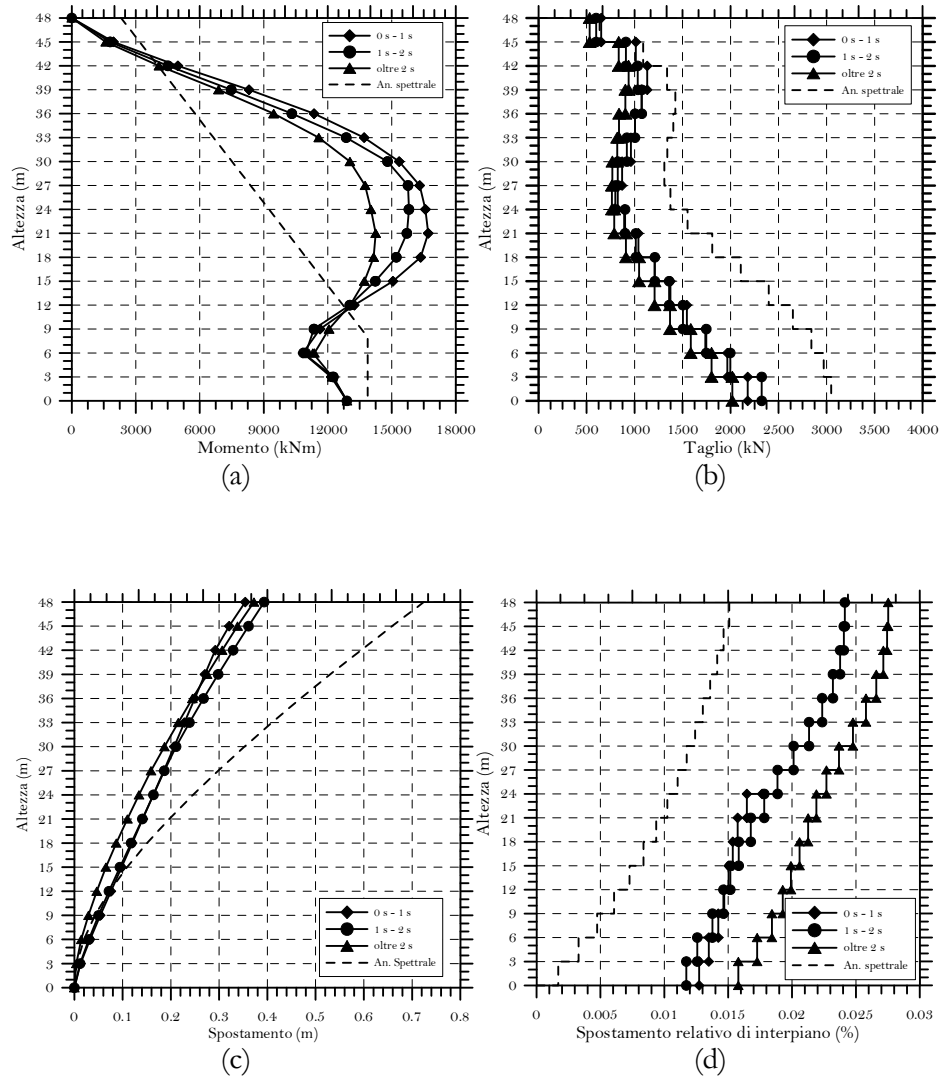 48
45
42
39
36
33
30
27
24
21
18
15
12
9
6
3
0
Altezza (m)
0 s - 1 s
1 s - 2 s
oltre 2 s
An. spettrale
0 3000 6000 9000 12000 15000 18000
Momento (kNm)
(a)
48
45
42
39
36
33
30
27
24
21
18
15
12
9
6
3
0
Altezza (m)
0 s - 1 s
1 s - 2 s
oltre 2 s
An. spettrale
0 500 1000 1500 2000 2500 3000 3500 4000
Taglio (kN)
(b)
48
45
42
39
36
33
30
27
24
21
18
15
12
9
6
3
0
Altezza (m)
0 s - 1 s
1 s - 2 s
oltre 2 s
An. Spettrale
0 0.1 0.2 0.3 0.4 0.5 0.6 0.7 0.8
Spostamento (m)
(c)
48
45
42
39
36
33
30
27
24
21
18
15
12
9
6
3
0
Altezza (m)
0 s - 1 s
1 s - 2 s
oltre 2 s
An. spettrale
0 0.005 0.01 0.015 0.02 0.025 0.03
Spostamento relativo di interpiano (%)
(d)